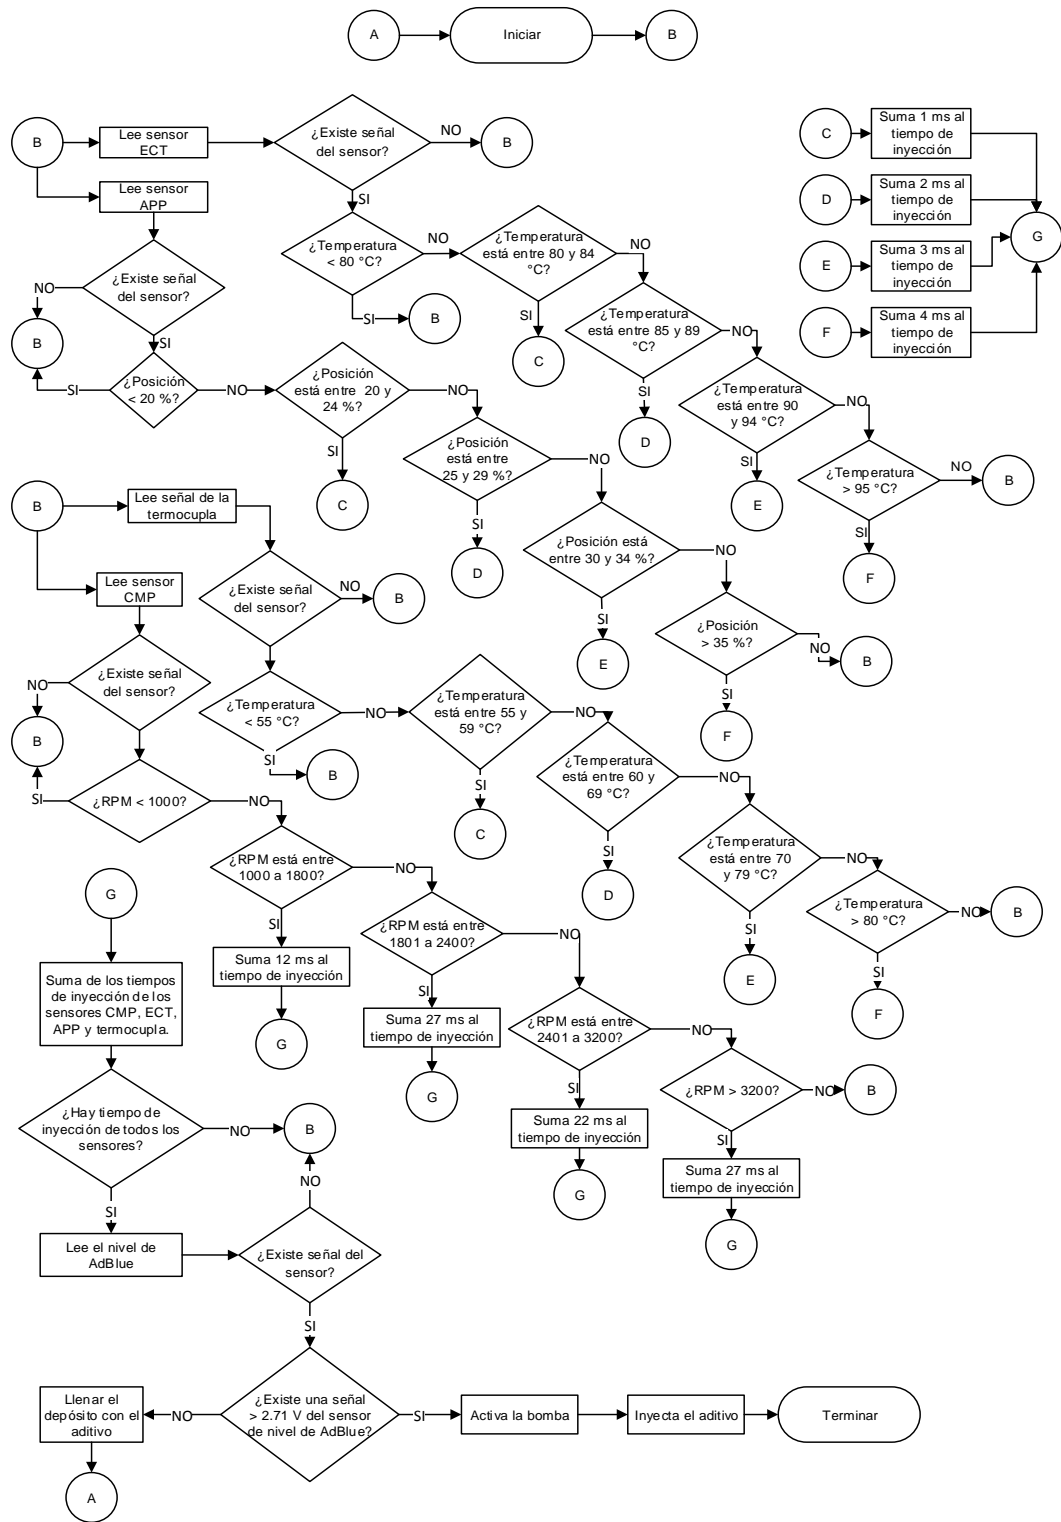 A
Iniciar
B
B
Lee sensor
ECT
¿Existe señal
del sensor?
NO
B
SI
Lee sensor
APP
¿Temperatura
< 80 °C?
NO
¿Temperatura
está entre 80 y 84
°C?
NO
SI
B
SI
C
¿Temperatura
está entre 85 y 89
°C?
NO
SI
D
¿Temperatura
está entre 90
y 94 °C?
NO
SI
E
¿Temperatura
> 95 °C?
NO
B
SI
F
C
Suma 1 ms al
tiempo de
inyección
D
Suma 2 ms al
tiempo de
inyección
E
Suma 3 ms al
tiempo de
inyección
F
Suma 4 ms al
tiempo de
inyección
G
¿Existe señal
del sensor?
NO
B
SI
¿Posición
< 20 %?
SI
NO
¿Posición
está entre 20 y
24 %?
NO
SI
C
¿Posición
está entre
25 y 29 %?
NO
SI
D
¿Posición está
entre 30 y 34 %?
NO
SI
E
¿Posición
> 35 %?
NO
B
SI
F
B
Lee señal de la
termocupla
Lee sensor
CMP
¿Existe señal
del sensor?
NO
B
SI
¿Temperatura
< 55 °C?
NO
SI
B
¿Temperatura
está entre 55 y
59 °C?
NO
SI
C
¿Temperatura
está entre 60 y
69 °C?
NO
SI
D
¿Temperatura
está entre 70
y 79 °C?
NO
SI
E
¿Temperatura
> 80 °C?
NO
B
SI
F
¿Existe señal
del sensor?
NO
B
SI
¿RPM < 1000?
SI
NO
¿RPM está entre
1000 a 1800?
NO
SI
Suma 12 ms al
tiempo de inyección
G
¿RPM está entre
1801 a 2400?
NO
SI
Suma 27 ms al
tiempo de inyección
G
¿RPM está entre
2401 a 3200?
NO
SI
Suma 22 ms al
tiempo de inyección
G
¿RPM > 3200?
NO
B
SI
Suma 27 ms al
tiempo de inyección
G
G
Suma de los tiempos
de inyección de los
sensores CMP, ECT,
APP y termocupla.
¿Hay tiempo de
inyección de todos los
sensores?
NO
B
SI
NO
Lee el nivel de
AdBlue
¿Existe señal del
sensor?
SI
¿Existe una señal
> 2.71 V del sensor
de nivel de AdBlue?
NO
Llenar el
depósito con el
aditivo
A
SI
Activa la bomba
Inyecta el aditivo
Terminar